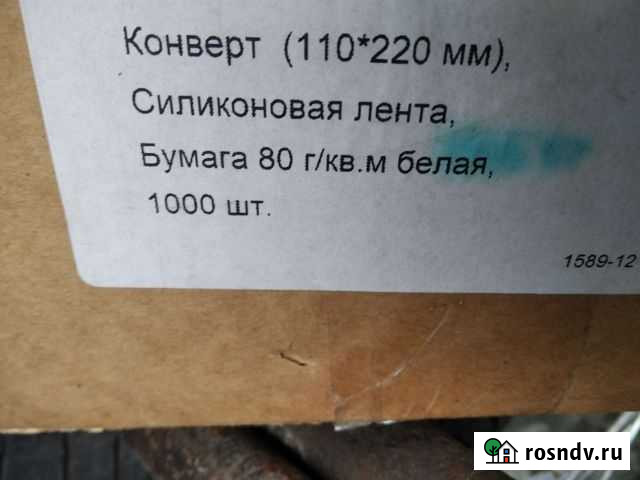 Конверт (110*220 мм),
Силиконовая лента,
Бумага 80 г/кв.м белая,
1000 шт.
1589-12
rosndv.ru